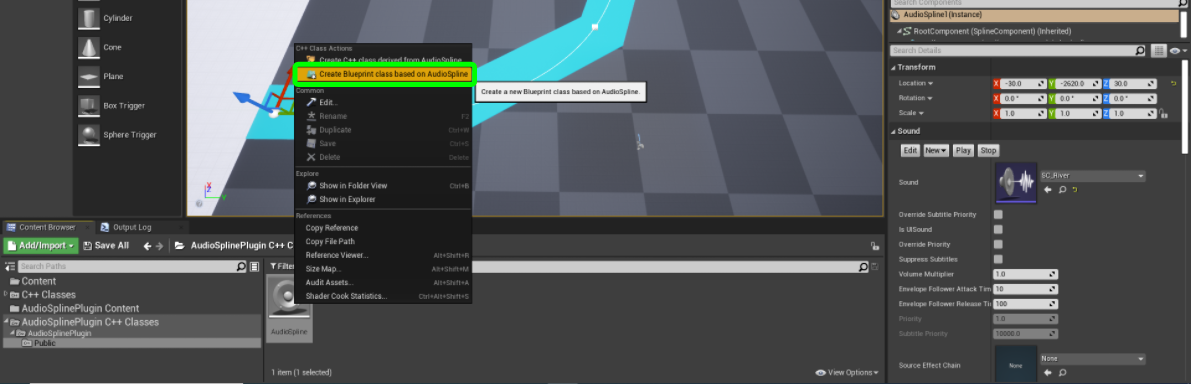 Cylinder
Cone
Plane
Box Trigger
Sphere Trigger
C++ Class Actions
Create C++ class derived from AudioSpline
Create Blueprint class based on AudioSpline
Common
Edit...
Rename F2
Duplicate Ctrl+W
Save Ctrl+S
Delete Delete
Explore
Show in Folder View Ctrl+B
Show in Explorer
References
Copy Reference
Copy File Path
Reference Viewer... Alt+Shift+R
Size Map... Alt+Shift+M
Audit Assets... Alt+Shift+A
Shader Cook Statistics... Ctrl+Alt+Shift+S
Create a new Blueprint class based on AudioSpline.
Content Browser
Output Log
Add/Import
Save All
AudioSplinePlugin C++ C
Search Paths
Filter
Content
C++ Classes
AudioSplinePlugin Content
AudioSplinePlugin C++ Classes
AudioSplinePlugin
Public
AudioSpline
1 item (1 selected)
View Options
Search Components
AudioSpline1(Instance)
RootComponent (SplineComponent) (Inherited)
Search Details
Transform
Location X -30.0 Y -2620.0 Z 30.0
Rotation X 0.0° Y 0.0° Z 0.0°
Scale X 1.0 Y 1.0 Z 1.0
Sound
Edit New Play Stop
Sound SC_River
Override Subtitle Priority
Is UISound
Override Priority
Suppress Subtitles
Volume Multiplier 1.0
Envelope Follower Attack Tim 10
Envelope Follower Release Ti 100
Priority 1.0
Subtitle Priority 10000.0
Source Effect Chain None None